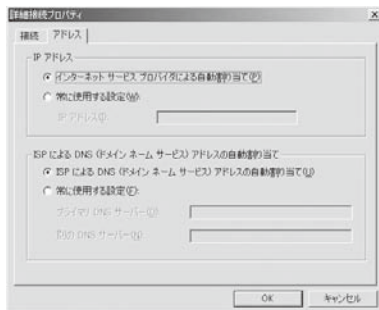 詳細接続プロパティ
接続 アドレス
IP アドレス
インターネット サービス プロバイダによる自動割り当て(P)
常に使用する設定(W):
IP アドレス(I):
ISP による DNS (ドメイン ネーム サービス) アドレスの自動割り当て
ISP による DNS (ドメイン ネーム サービス) アドレスの自動割り当て(U)
常に使用する設定(F):
プライマリ DNS サーバー(D):
DNS サーバー(N):
OK キャンセル